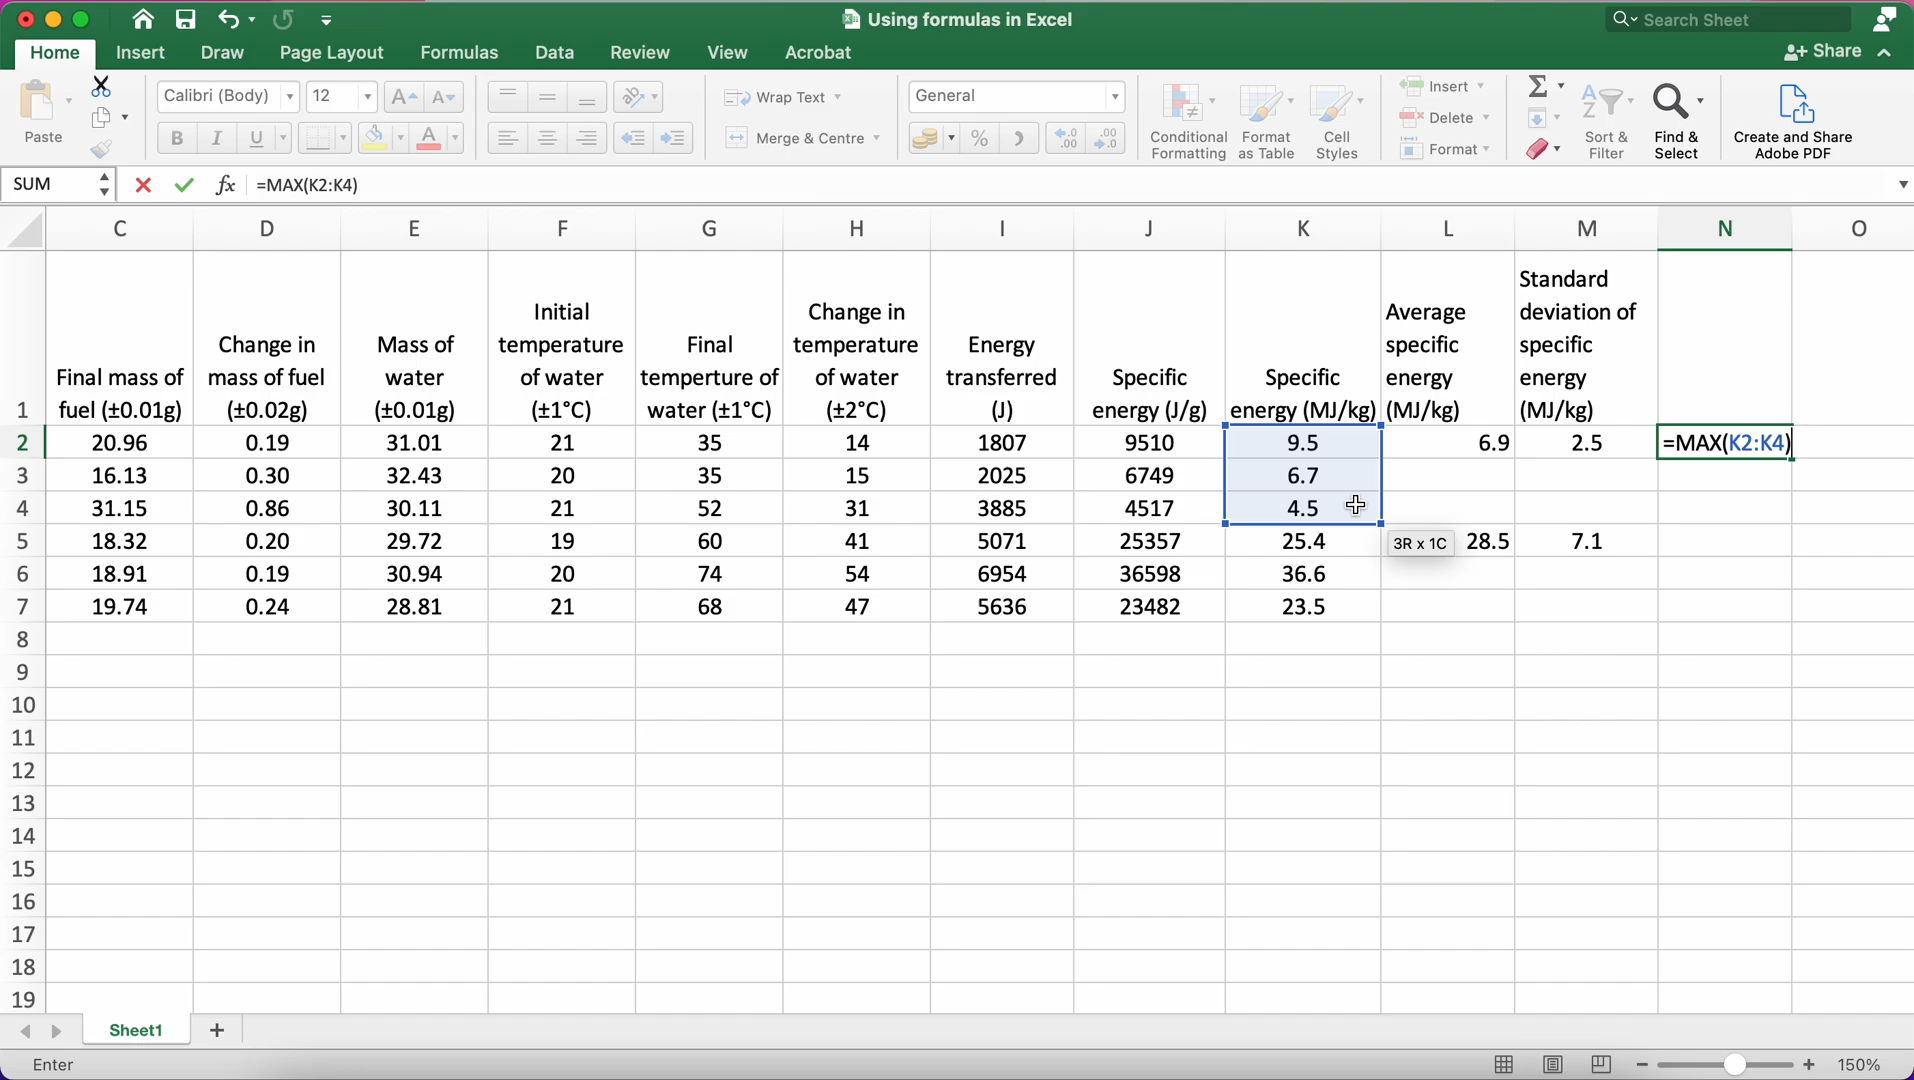 Using formulas in Excel
Search Sheet
Home Insert Draw Page Layout Formulas Data Review View Acrobat
Share
Paste
Calibri (Body) 12 A A
B I U A
Wrap Text
Merge & Centre
General
%
Conditional Formatting
Format as Table
Cell Styles
Insert
Delete
Format
Sort & Filter
Find & Select
Create and Share Adobe PDF
SUM fx =MAX(K2:K4)
C D E F G H I J K L M N O
1
Final mass of
fuel (±0.01g)
Change in
mass of fuel
(±0.02g)
Mass of
water
(±0.01g)
Initial
temperature
of water
(±1°C)
Final
temperture of
water (±1°C)
Change in
temperature
of water
(±2°C)
Energy
transferred
(J)
Specific
energy (J/g)
Specific
energy (MJ/kg)
Average
specific
energy
(MJ/kg)
Standard
deviation of
specific
energy
(MJ/kg)
2 20.96 0.19 31.01 21 35 14 1807 9510 9.5 6.9 2.5 =MAX(K2:K4)
3 16.13 0.30 32.43 20 35 15 2025 6749 6.7
4 31.15 0.86 30.11 21 52 31 3885 4517 4.5
5 18.32 0.20 29.72 19 60 41 5071 25357 25.4 3R x 1C 28.5 7.1
6 18.91 0.19 30.94 20 74 54 6954 36598 36.6
7 19.74 0.24 28.81 21 68 47 5636 23482 23.5
8
9
10
11
12
13
14
15
16
17
18
19
Sheet1 +
Enter
150%